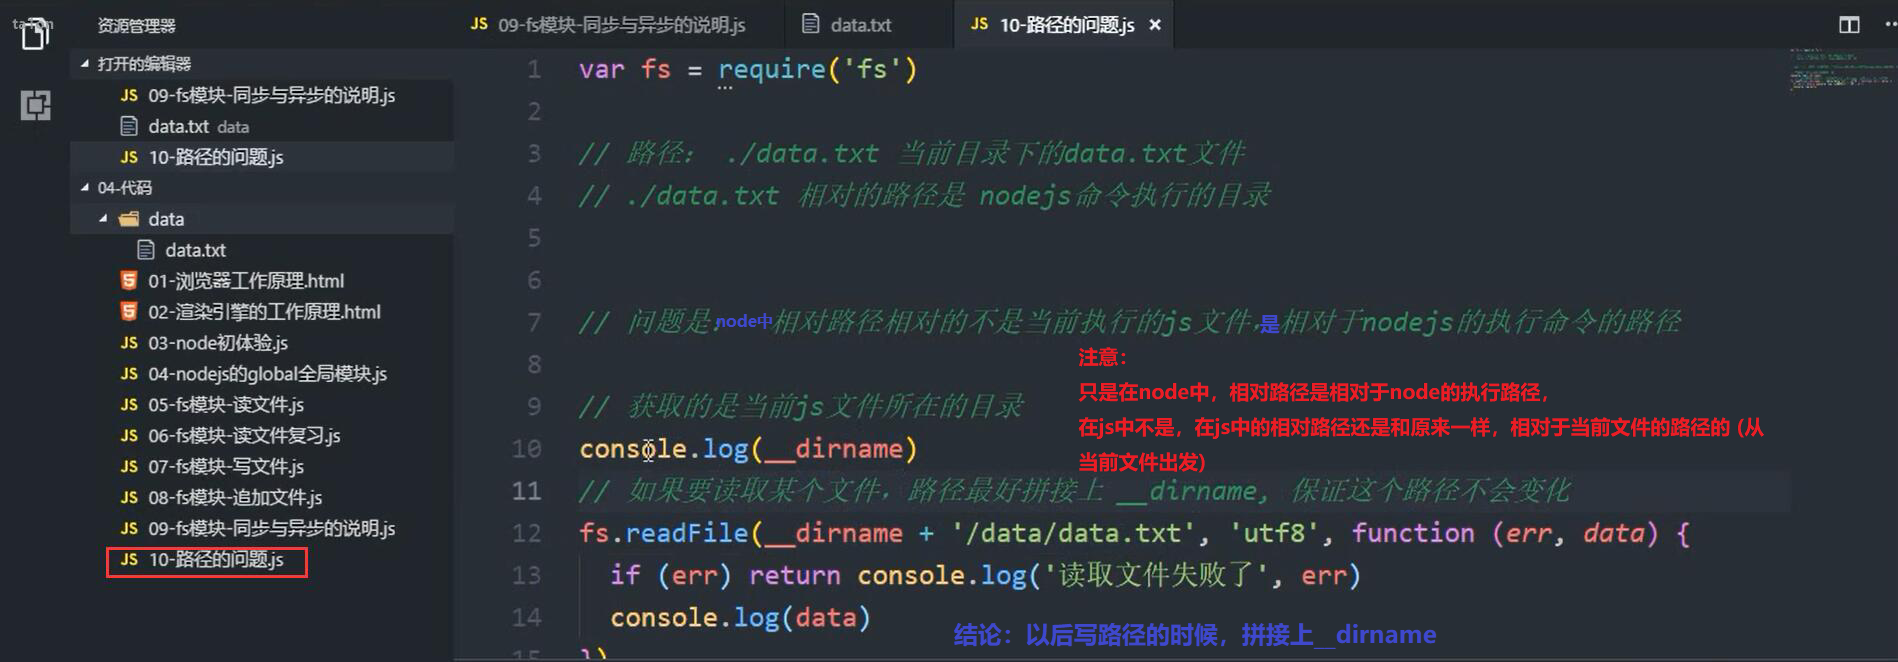 资源管理器
打开的编辑器
JS 09-fs模块-同步与异步的说明.js
data.txt data
JS 10-路径的问题.js
04-代码
data
data.txt
01-浏览器工作原理.html
02-渲染引擎的工作原理.html
JS 03-node初体验.js
JS 04-nodejs的global全局模块.js
JS 05-fs模块-读文件.js
JS 06-fs模块-读文件复习.js
JS 07-fs模块-写文件.js
JS 08-fs模块-追加文件.js
JS 09-fs模块-同步与异步的说明.js
JS 10-路径的问题.js
JS 09-fs模块-同步与异步的说明.js
data.txt
JS 10-路径的问题.js ×
1 var fs = require('fs')
2
3 // 路径： ./data.txt 当前目录下的data.txt文件
4 // ./data.txt 相对的路径是 nodejs命令执行的目录
5
6
7 // 问题是，node中相对路径相对的不是当前执行的js文件，是相对于nodejs的执行命令的路径
8
注意：
只是在node中，相对路径是相对于node的执行路径，
在js中不是，在js中的相对路径还是和原来一样，相对于当前文件的路径的 (从
当前文件出发)
9 // 获取的是当前js文件所在的目录
10 console.log(__dirname)
11 // 如果要读取某个文件，路径最好拼接上 __dirname, 保证这个路径不会变化
12 fs.readFile(__dirname + '/data/data.txt', 'utf8', function (err, data) {
13 if (err) return console.log('读取文件失败了', err)
14 console.log(data)
结论：以后写路径的时候，拼接上__dirname
15 })